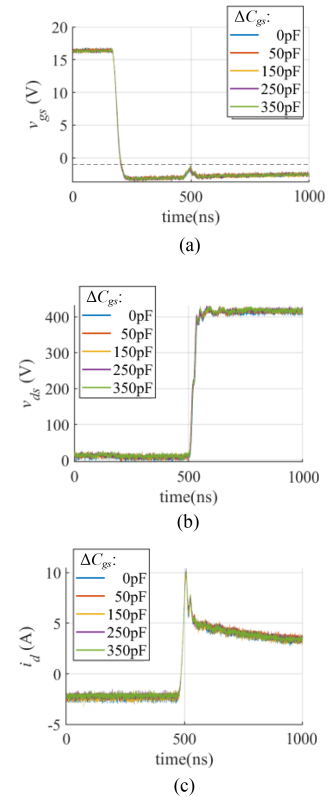 (a)
20
15
10
5
0
v_gs (V)
ΔC_gs:
0pF
50pF
150pF
250pF
350pF
0 500 1000
time(ns)
(a)
400
300
200
100
0
v_ds (V)
ΔC_gs:
0pF
50pF
150pF
250pF
350pF
0 500 1000
time(ns)
(b)
10
5
0
-5
i_d (A)
ΔC_gs:
0pF
50pF
150pF
250pF
350pF
0 500 1000
time(ns)
(c)